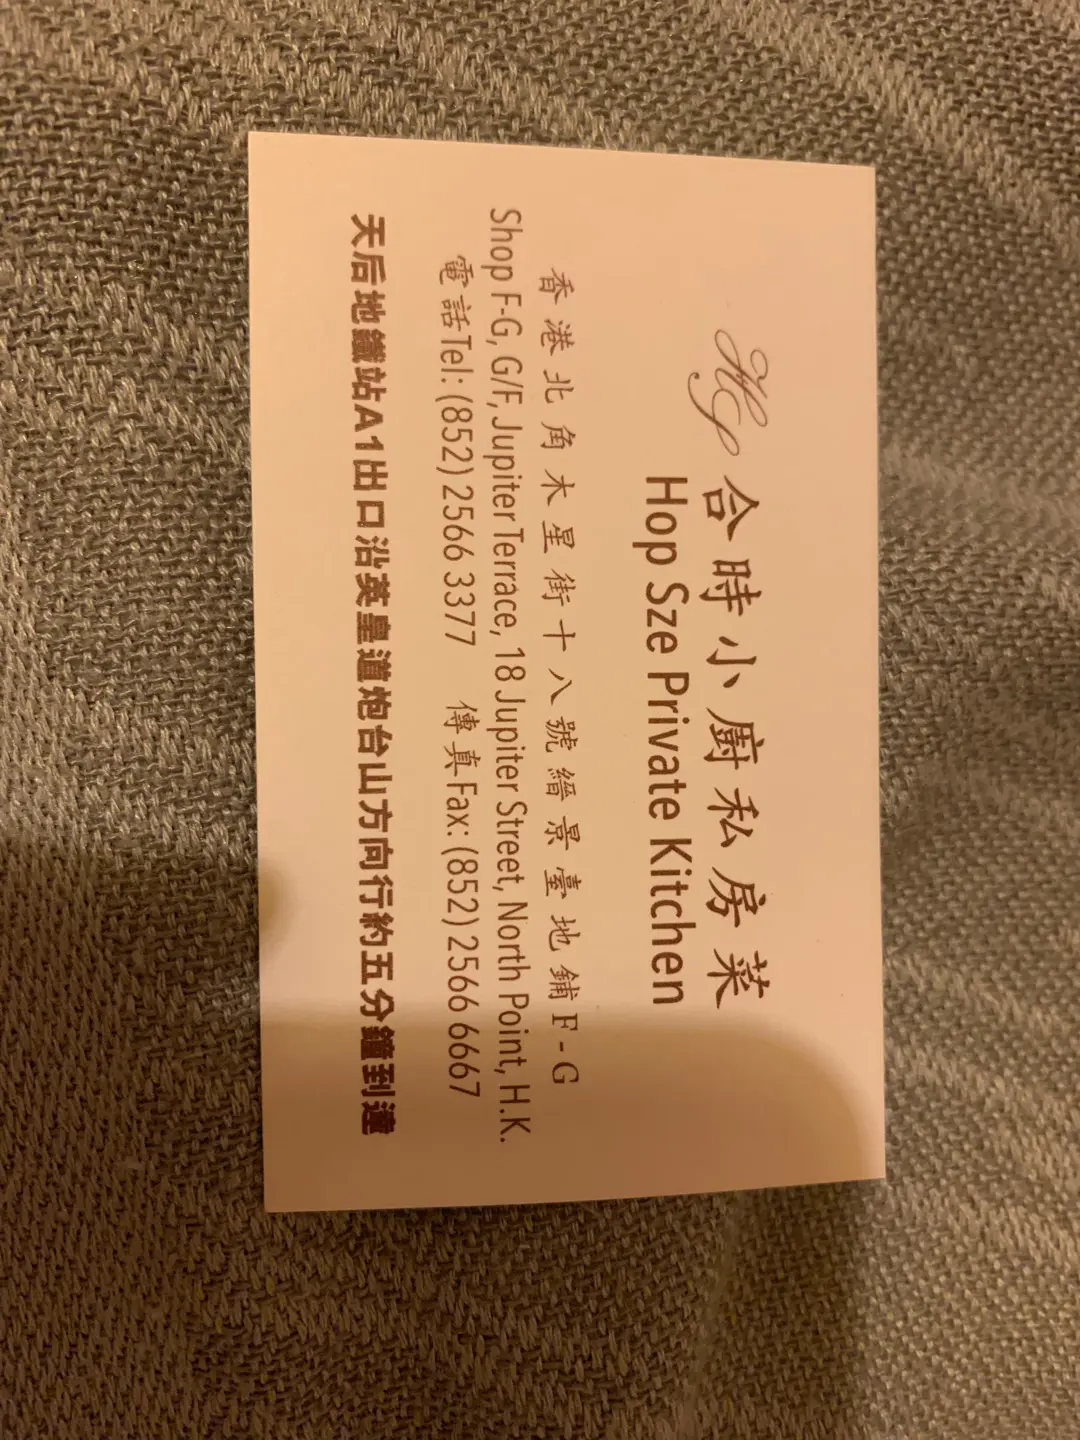 HS 合時小廚私房菜
Hop Sze Private Kitchen
香港北角木星街十八號縉景臺地鋪F-G
Shop F-G, G/F, Jupiter Terrace, 18 Jupiter Street, North Point, H.K.
電話Tel: (852) 2566 3377 傳真Fax: (852) 2566 6667
天后地鐵站A1出口沿英皇道炮台山方向行約五分鐘到達